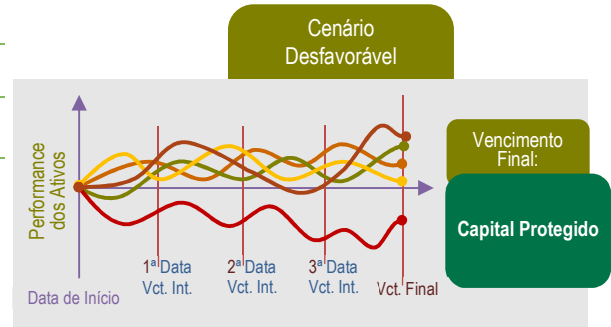 Cenário
Desfavorável
Performance
dos Ativos
Vencimento
Final:
Capital Protegido
1ª Data
Vct. Int.
2ª Data
Vct. Int.
3ª Data
Vct. Int.
Vct. Final
Data de Início